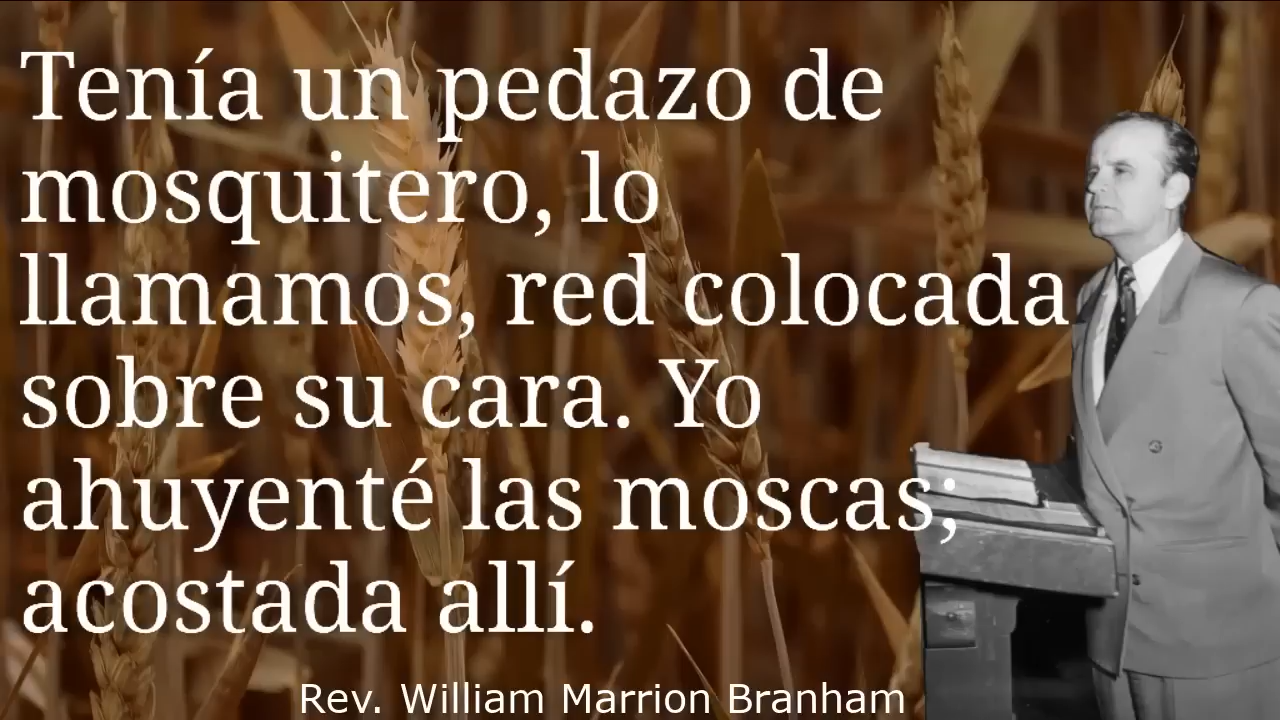 Tenía un pedazo de
mosquitero, lo
llamamos, red colocada
sobre su cara. Yo
ahuyenté las moscas;
acostada allí.
Rev. William Marrion Branham